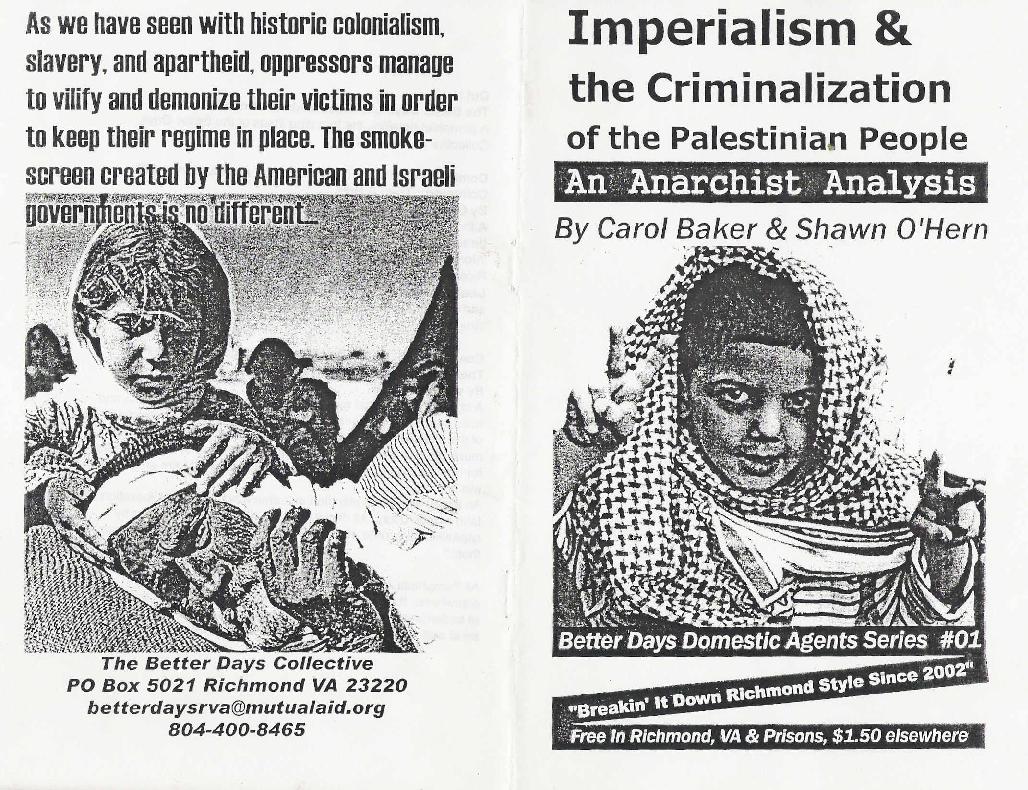 As we have seen with historic colonialism,
slavery, and apartheid, oppressors manage
to vilify and demonize their victims in order
to keep their regime in place. The smoke-
screen created by the American and Israeli
governments is no different...
The Better Days Collective
PO Box 5021 Richmond VA 23220
betterdaysrva@mutualaid.org
804-400-8465
Imperialism &
the Criminalization
of the Palestinian People
An Anarchist Analysis
By Carol Baker & Shawn O'Hern
Better Days Domestic Agents Series #01
"Breakin' It Down Richmond Style Since 2002"
Free In Richmond, VA & Prisons, $1.50 elsewhere